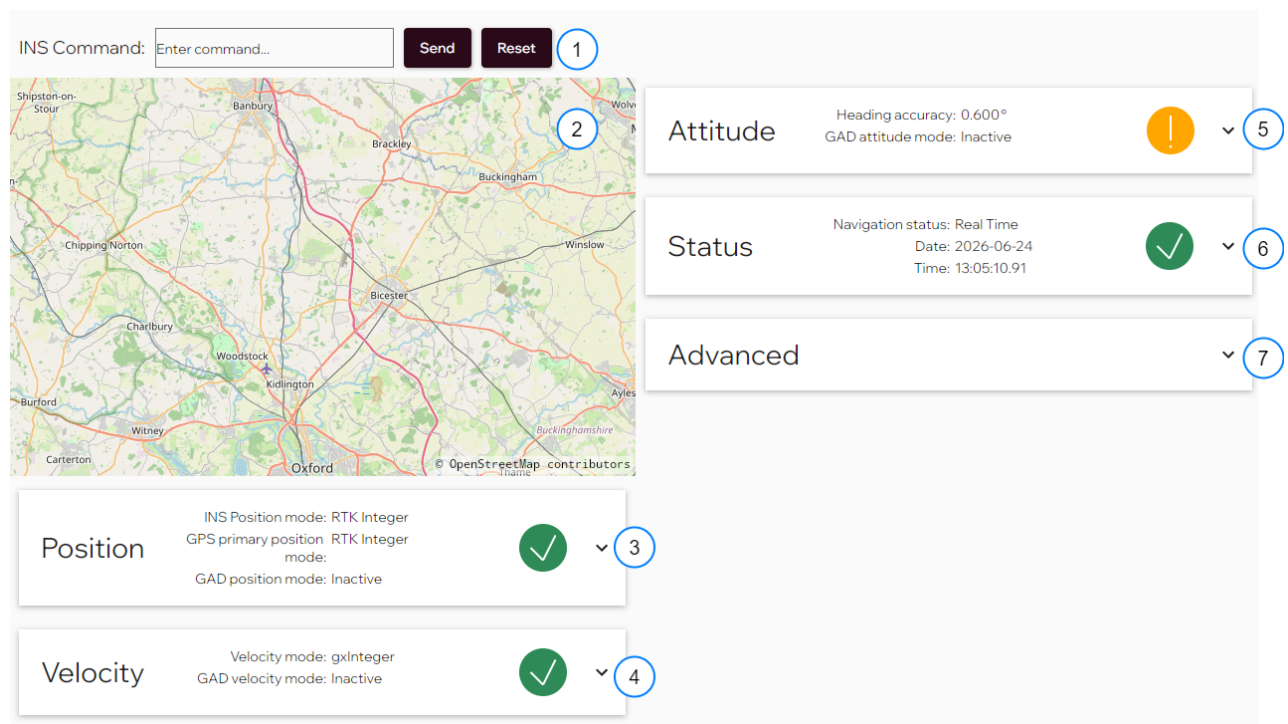 INS Command: Enter command... Send Reset 1
Shipston-on-
Stour
Banbury
Wolv
2
Brackley
Buckingham
Chipping Norton
Winslow
Bicester
Charlbury
Woodstock
Kidlington
Burford
Ayles
Witney
Buckinghamshire
Carterton
Oxford
© OpenStreetMap contributors
Thame
Position
INS Position mode: RTK Integer
GPS primary position RTK Integer
mode:
GAD position mode: Inactive
3
Velocity
Velocity mode: gxInteger
GAD velocity mode: Inactive
4
Attitude
Heading accuracy: 0.600°
GAD attitude mode: Inactive
5
Status
Navigation status: Real Time
Date: 2026-06-24
Time: 13:05:10.91
6
Advanced
7